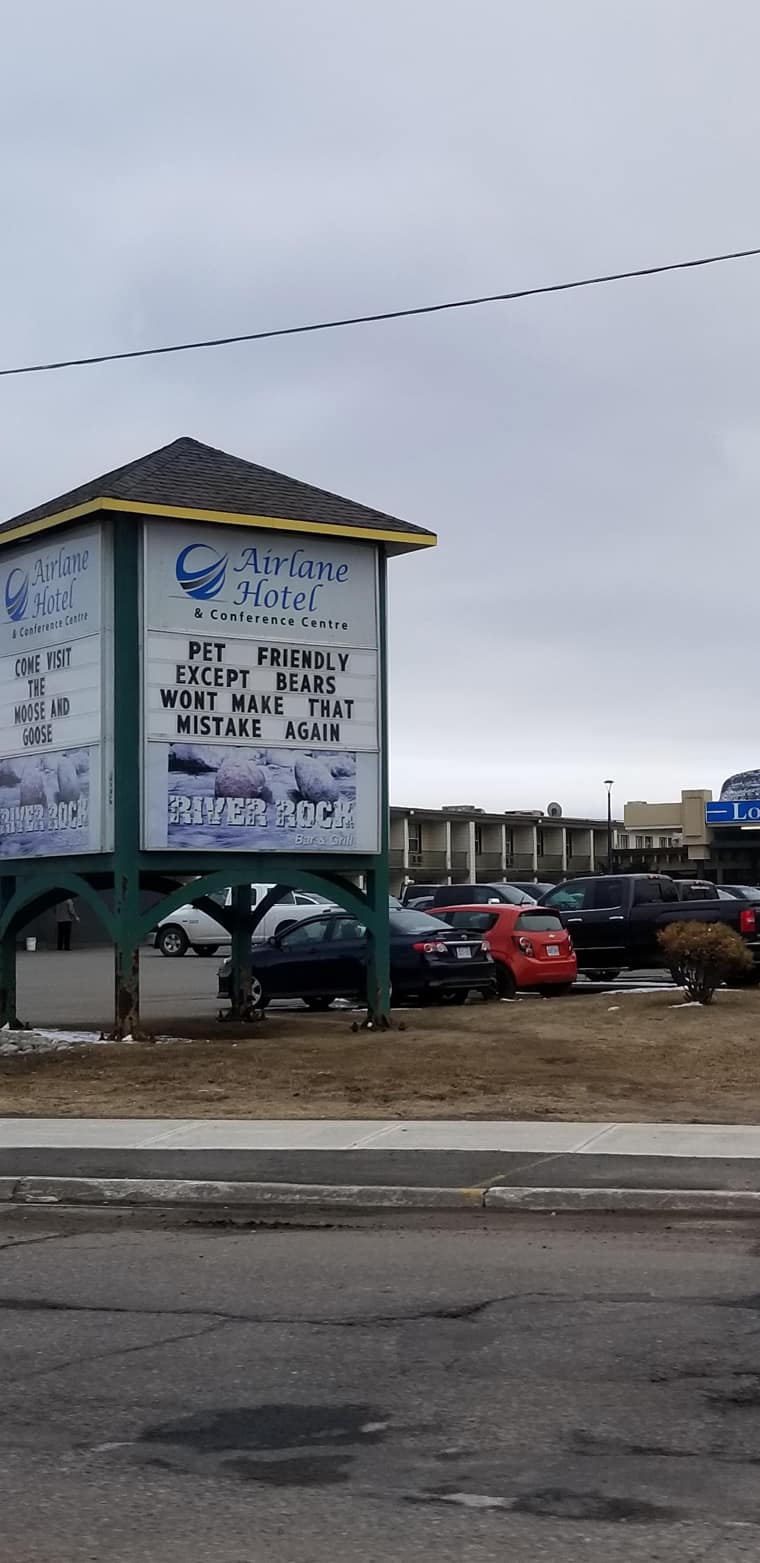 Airlane
Hotel
& Conference Centre
COME VISIT
THE
MOOSE AND
GOOSE
RIVER ROCK
Airlane
Hotel
& Conference Centre
PET FRIENDLY
EXCEPT BEARS
WONT MAKE THAT
MISTAKE AGAIN
RIVER ROCK
Bar & Grill
Lo